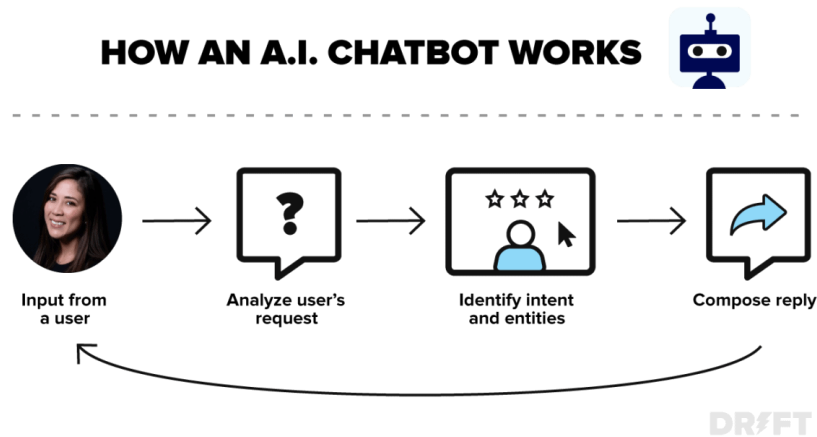 HOW AN A.I. CHATBOT WORKS
?
Input from
a user
Analyze user's
request
Identify intent
and entities
Compose reply
DRIFT